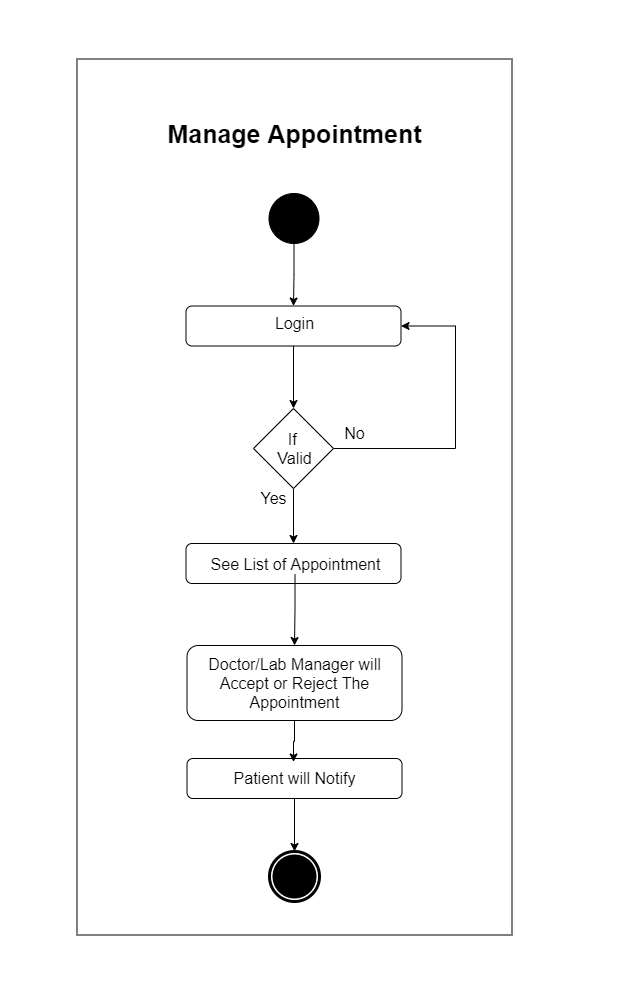 Manage Appointment
Login
If
Valid
No
Yes
See List of Appointment
Doctor/Lab Manager will
Accept or Reject The
Appointment
Patient will Notify